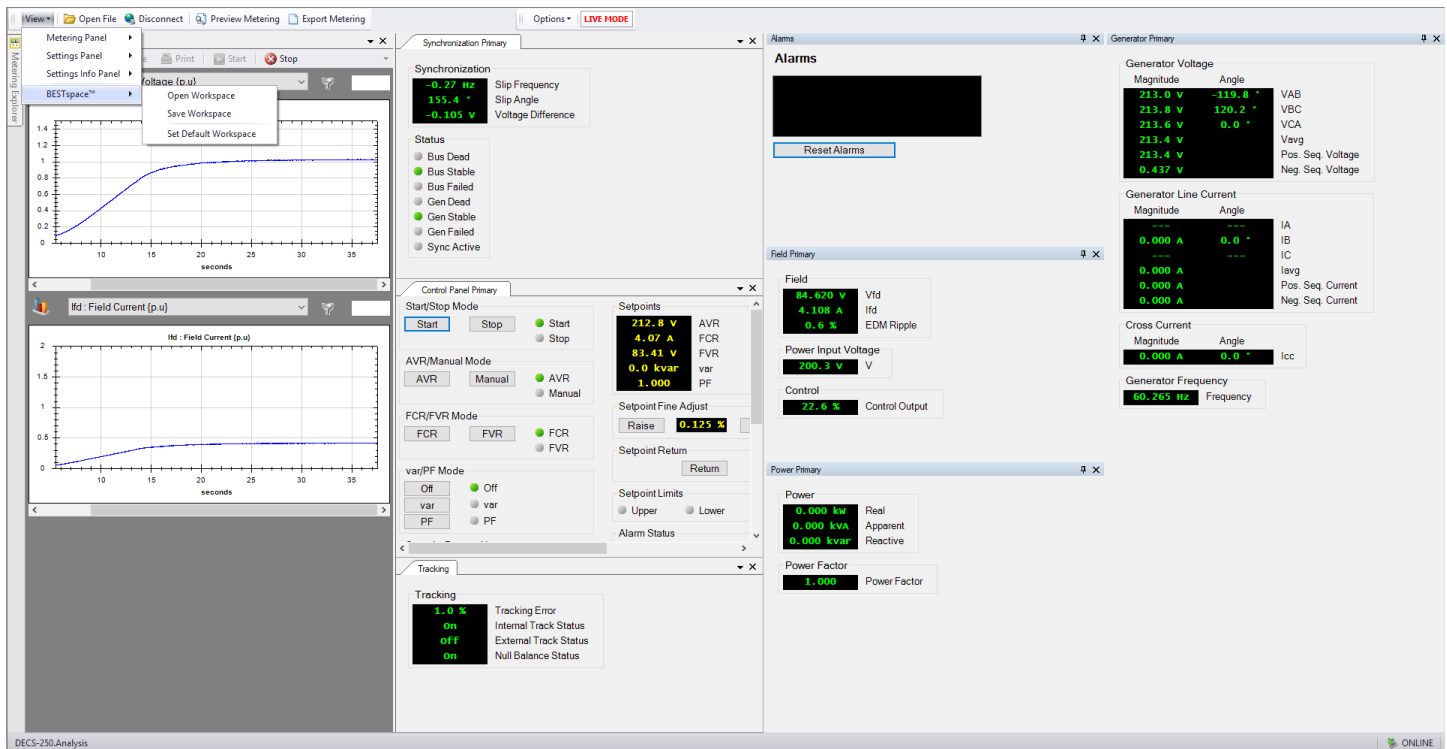 View Open File Disconnect Preview Metering Export Metering Options LIVE MODE
Metering Explorer
Metering Panel
Settings Panel
Settings Info Panel
BESTspace™
Open Workspace
Save Workspace
Set Default Workspace
Print Start Stop
Voltage {p.u}
1.4
1.2
1
0.8
0.6
0.4
0.2
0
10 15 20 25 30 35
seconds
Ifd : Field Current {p.u}
Ifd : Field Current (p.u)
2
1.5
1
0.5
0
10 15 20 25 30 35
seconds
Synchronization Primary
Synchronization
-0.27 Hz Slip Frequency
155.4 ° Slip Angle
-0.105 V Voltage Difference
Status
Bus Dead
Bus Stable
Bus Failed
Gen Dead
Gen Stable
Gen Failed
Sync Active
Control Panel Primary
Start/Stop Mode
Start Stop Start
Stop
AVR/Manual Mode
AVR Manual AVR
Manual
FCR/FVR Mode
FCR FVR FCR
FVR
var/PF Mode
Off Off
var var
PF PF
Setpoints
212.8 V AVR
4.07 A FCR
83.41 V FVR
0.0 kvar var
1.000 PF
Setpoint Fine Adjust
Raise 0.125 %
Setpoint Return
Return
Setpoint Limits
Upper Lower
Alarm Status
Tracking
Tracking
1.0 % Tracking Error
On Internal Track Status
Off External Track Status
On Null Balance Status
Alarms
Alarms
Reset Alarms
Field Primary
Field
84.620 V Vfd
4.108 A Ifd
0.6 % EDM Ripple
Power Input Voltage
200.3 V V
Control
22.6 % Control Output
Power Primary
Power
0.000 kW Real
0.000 kVA Apparent
0.000 kvar Reactive
Power Factor
1.000 Power Factor
Generator Primary
Generator Voltage
Magnitude Angle
213.0 V -119.8 ° VAB
213.8 V 120.2 ° VBC
213.6 V 0.0 ° VCA
213.4 V Vavg
213.4 V Pos. Seq. Voltage
0.437 V Neg. Seq. Voltage
Generator Line Current
Magnitude Angle
--- --- IA
0.000 A 0.0 ° IB
--- --- IC
0.000 A Iavg
0.000 A Pos. Seq. Current
0.000 A Neg. Seq. Current
Cross Current
Magnitude Angle
0.000 A 0.0 ° Icc
Generator Frequency
60.265 Hz Frequency
DECS-250.Analysis ONLINE